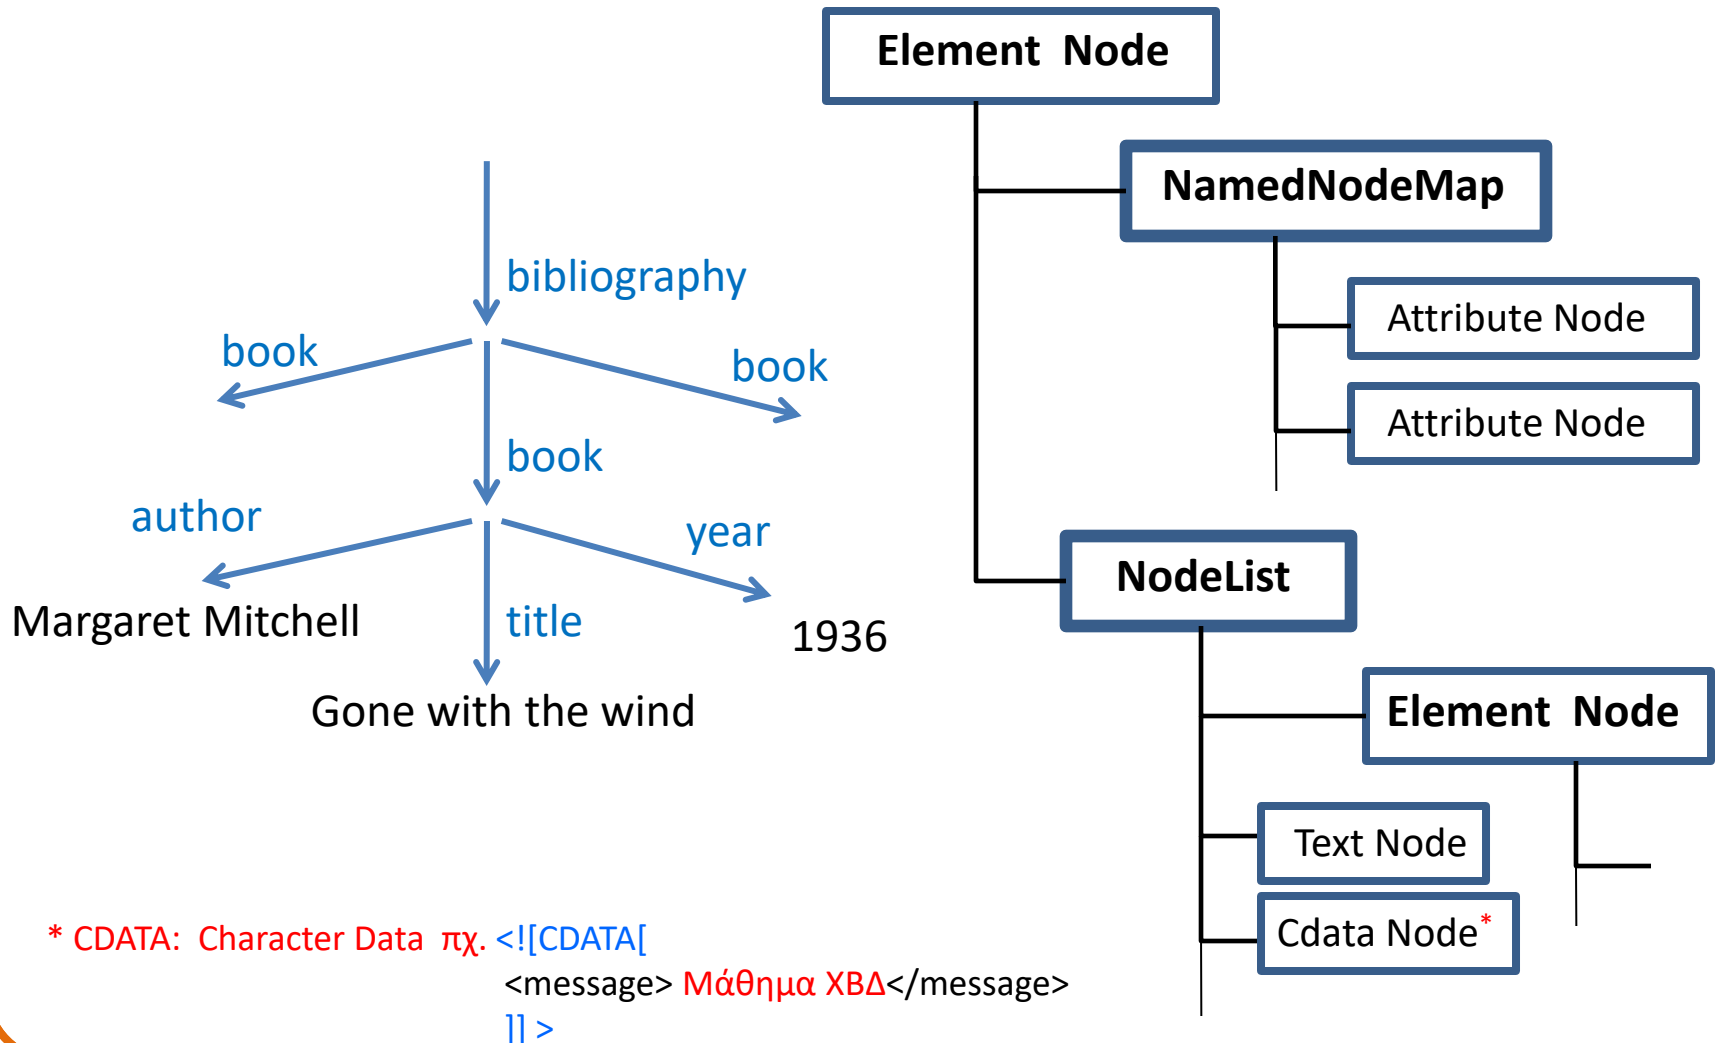 Element Node
NamedNodeMap
bibliography
Attribute Node
book
book
Attribute Node
book
author
year
NodeList
Margaret Mitchell
title
1936
Gone with the wind
Element Node
Text Node
Cdata Node*
* CDATA: Character Data πχ. <![CDATA[
<message> Μάθημα ΧΒΔ</message>
]] >